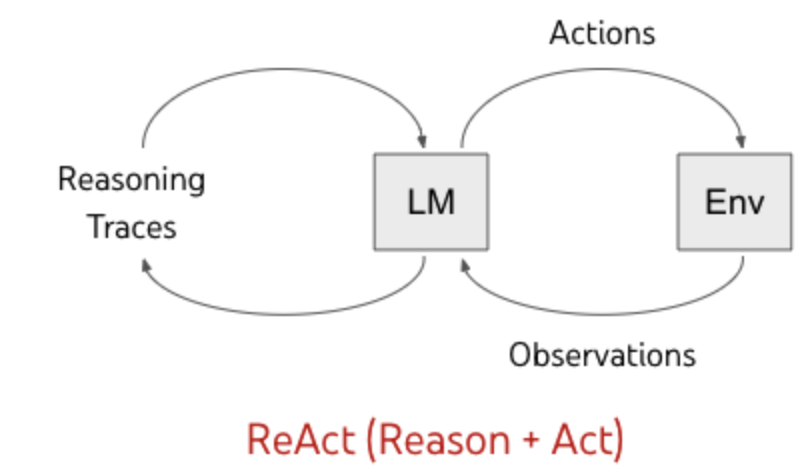 Actions
Reasoning
Traces
LM
Env
Observations
ReAct (Reason + Act)